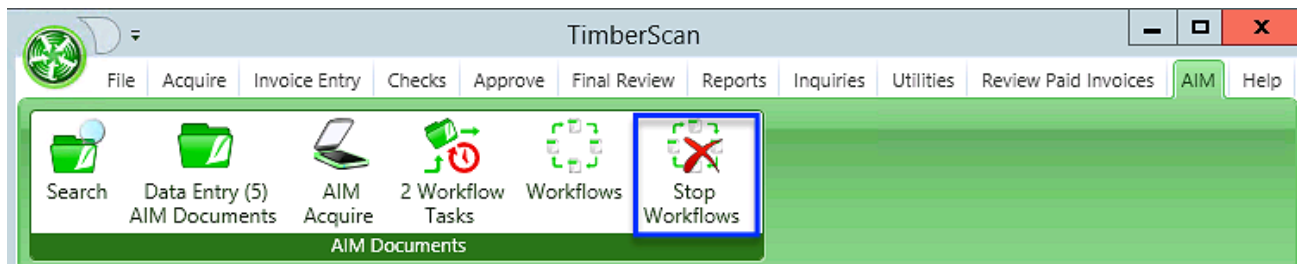 TimberScan
File Acquire Invoice Entry Checks Approve Final Review Reports Inquiries Utilities Review Paid Invoices AIM Help
Search Data Entry (5) AIM 2 Workflow Workflows Stop
AIM Documents Acquire Tasks Workflows
AIM Documents